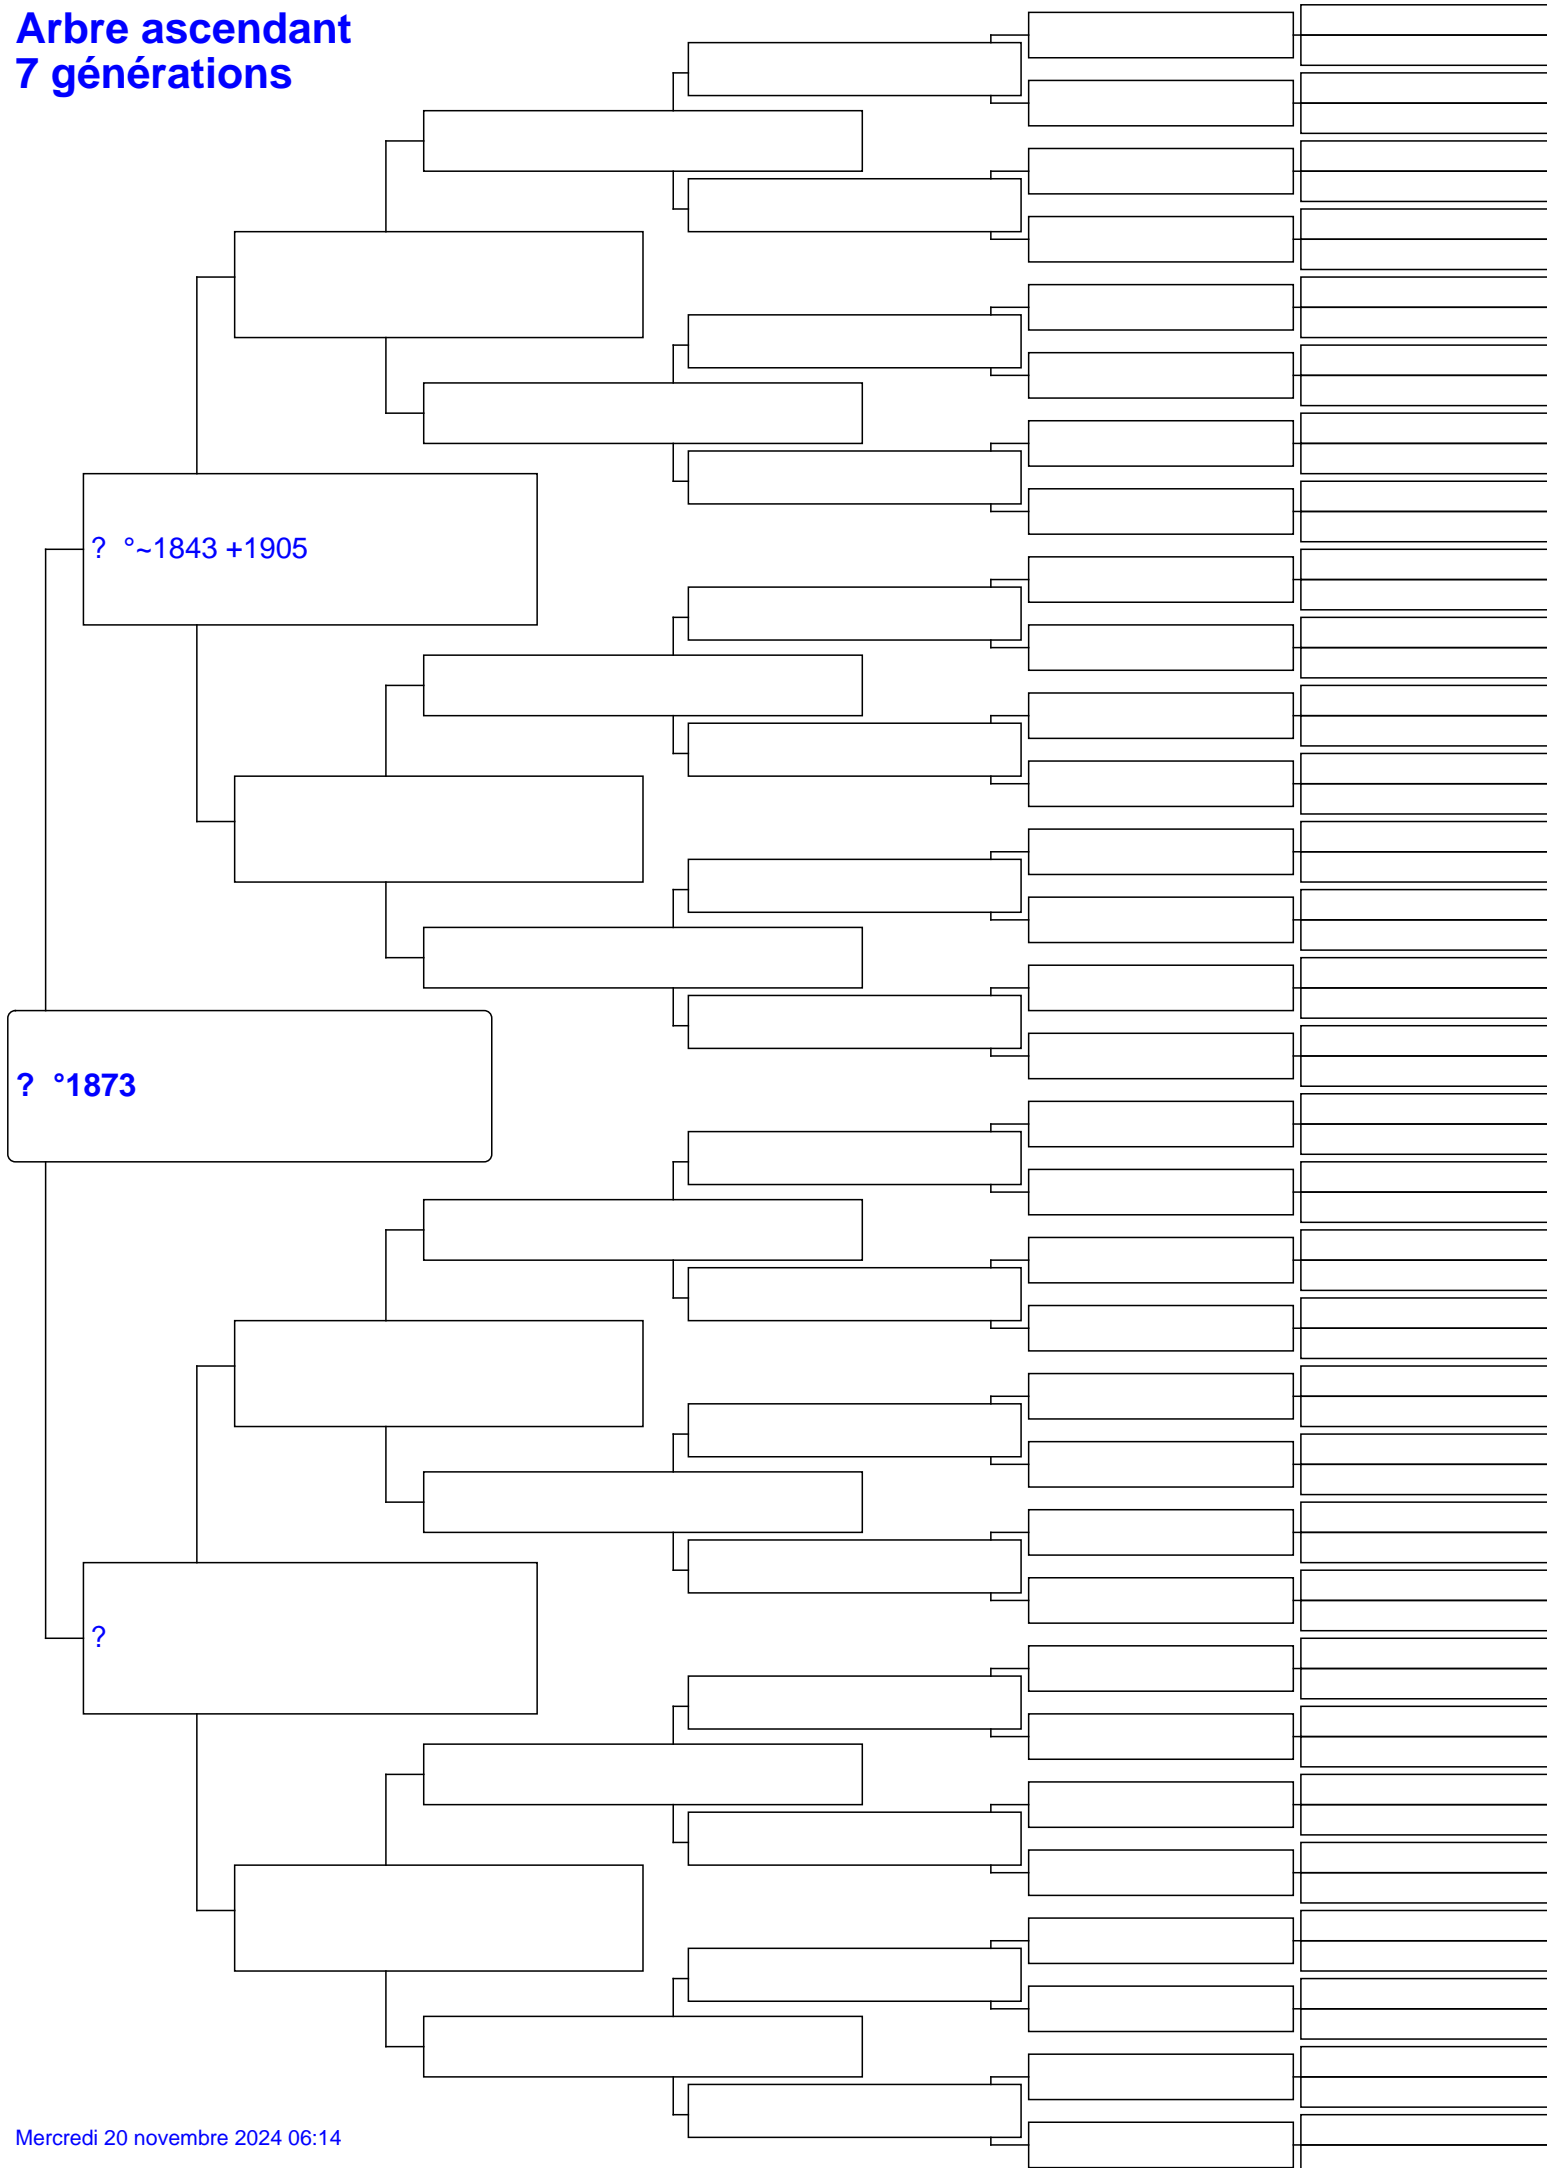 Arbre ascendant
7 générations
? °~1843 +1905
? °1873
?
Mercredi 20 novembre 2024 06:14